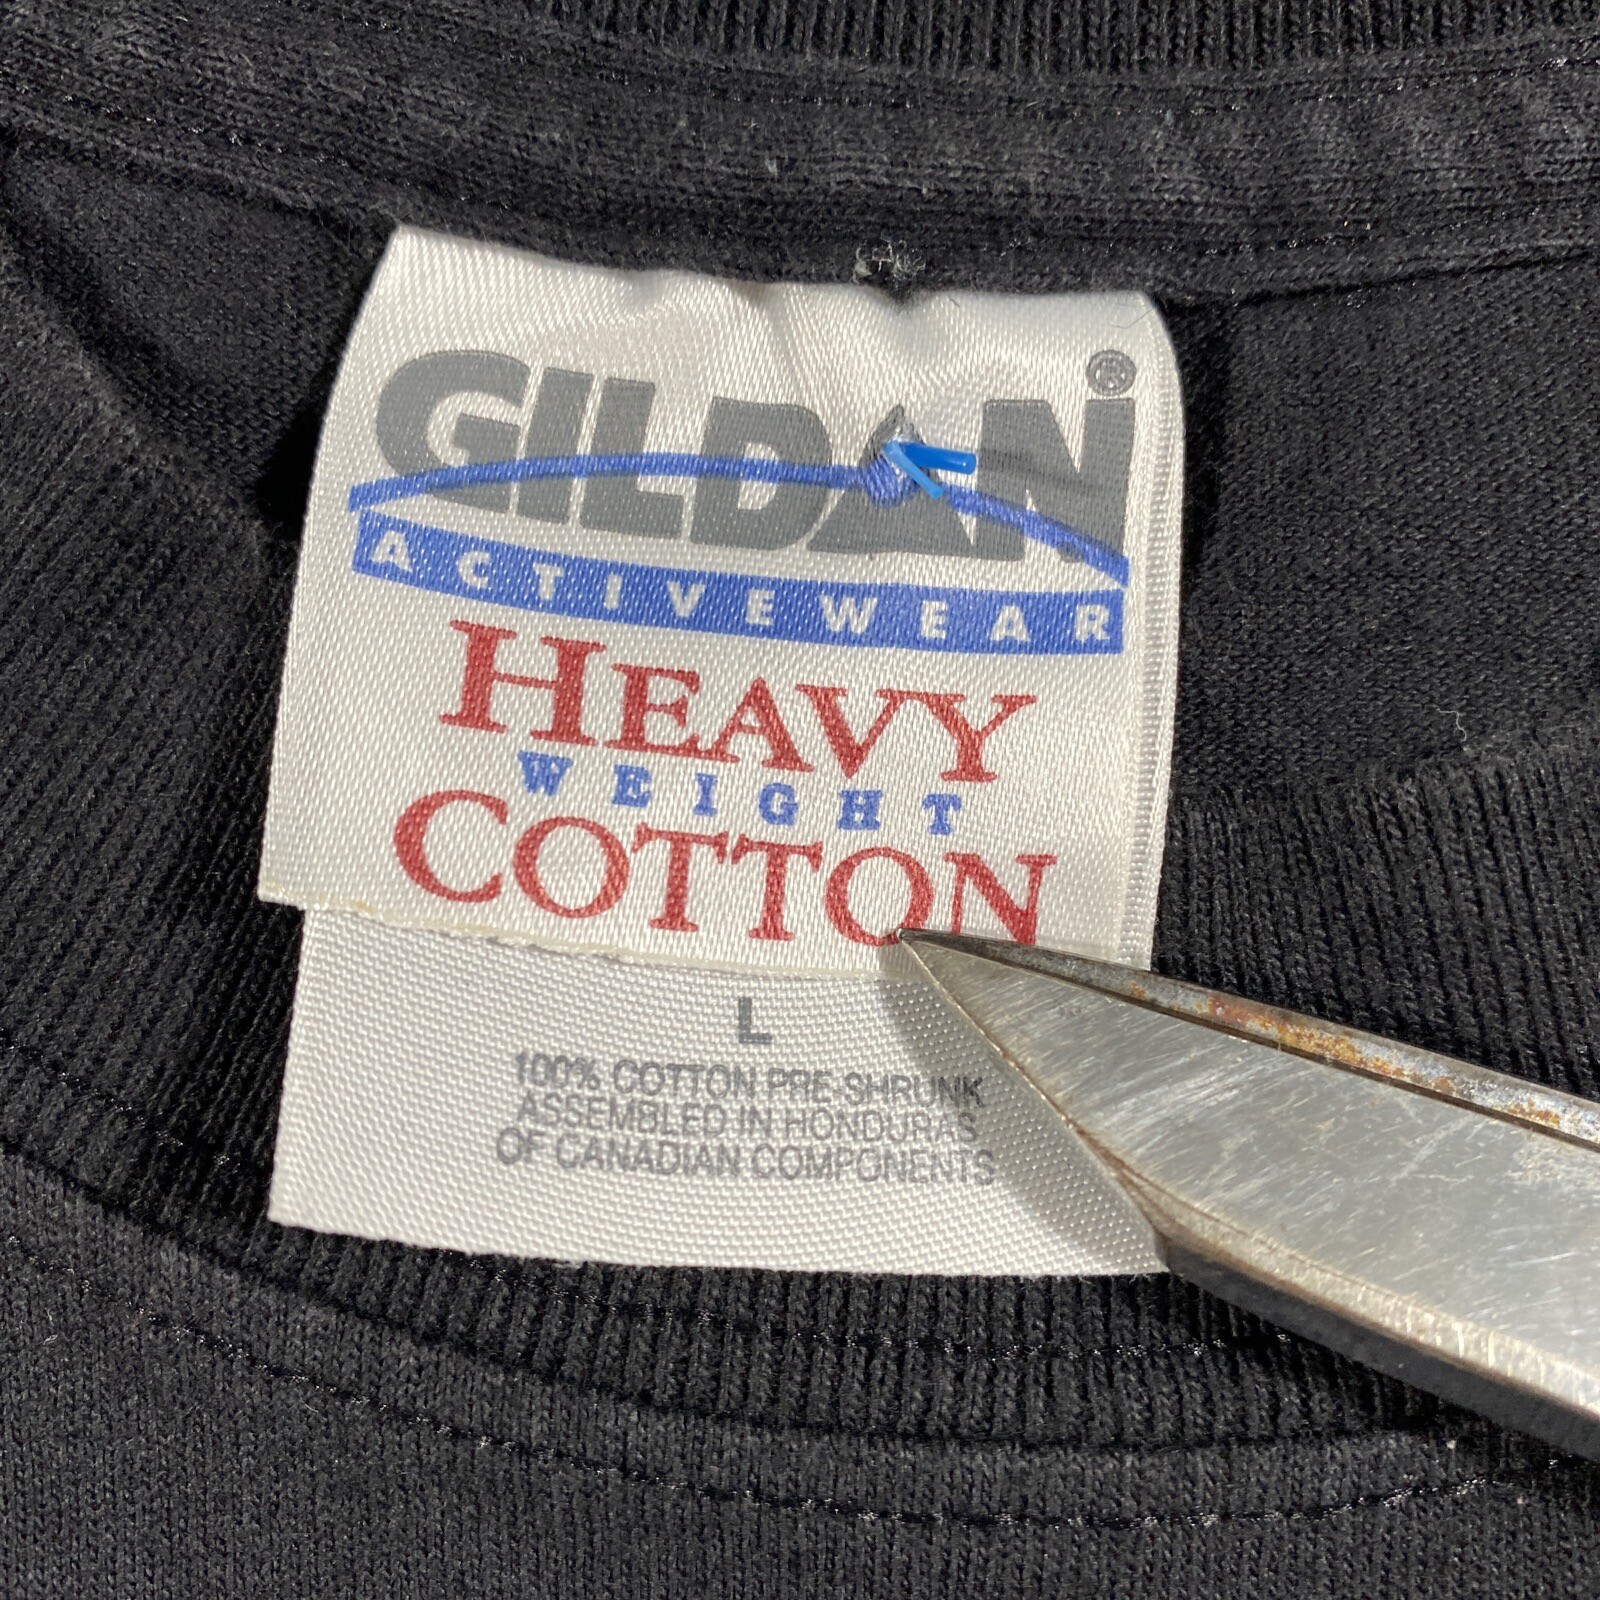 GILDAN®
ACTIVEWEAR
HEAVY
WEIGHT
COTTON
L
100% COTTON PRE-SHRUNK
ASSEMBLED IN HONDURAS
OF CANADIAN COMPONENTS